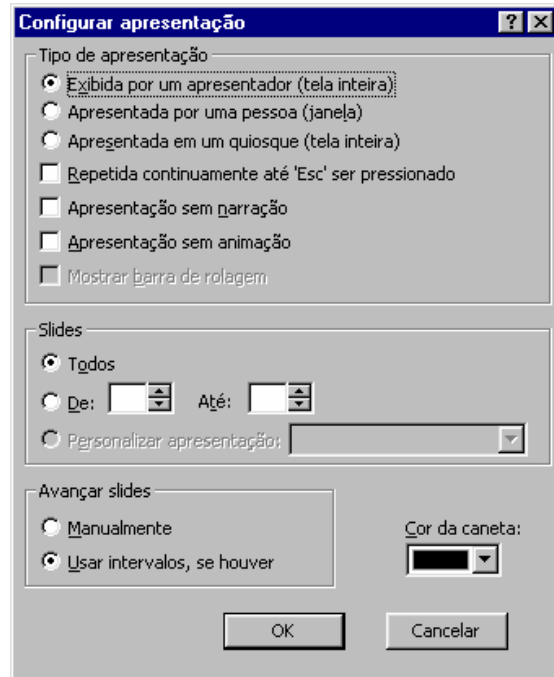 Configurar apresentação
Tipo de apresentação
Exibida por um apresentador (tela inteira)
Apresentada por uma pessoa (janela)
Apresentada em um quiosque (tela inteira)
Repetida continuamente até 'Esc' ser pressionado
Apresentação sem narração
Apresentação sem animação
Mostrar barra de rolagem
Slides
Todos
De: Até:
Personalizar apresentação:
Avançar slides
Manualmente
Cor da caneta:
Usar intervalos, se houver
OK Cancelar